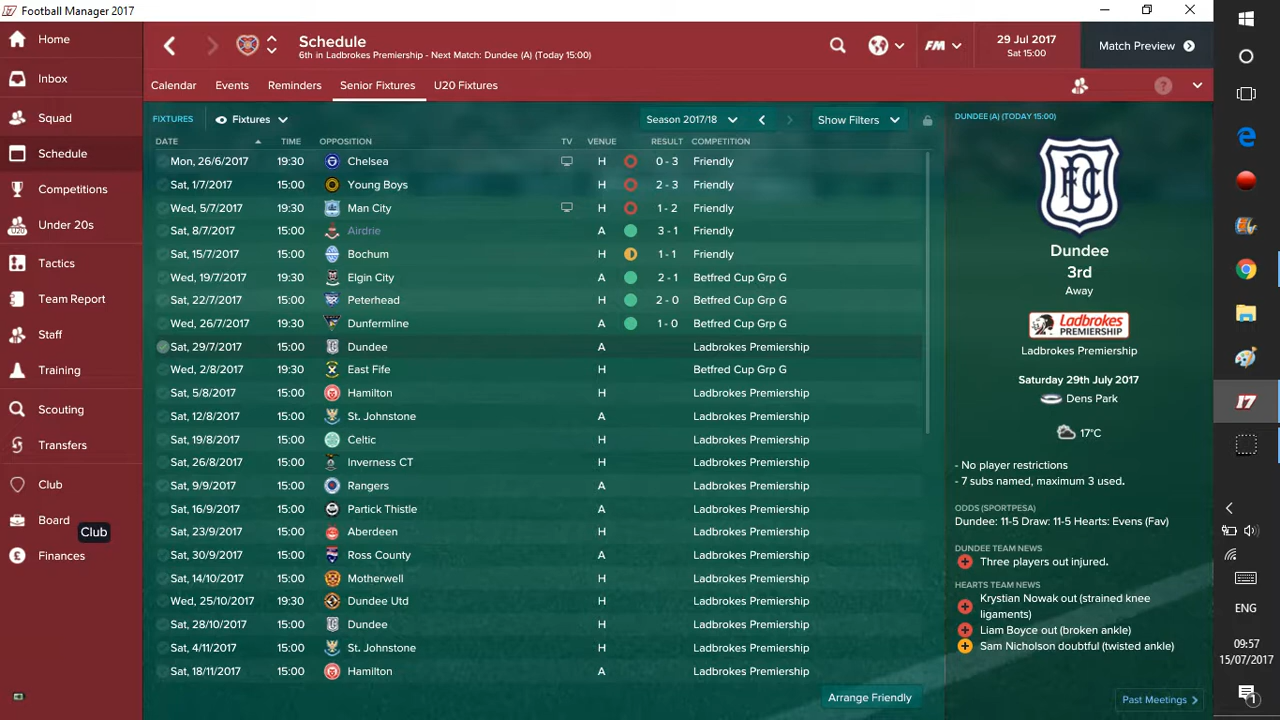 17 Football Manager 2017
Home
Inbox
Squad
Schedule
Competitions
U20 Under 20s
Tactics
Team Report
Staff
Training
Scouting
Transfers
Club
Board
Club
Finances
Schedule
6th in Ladbrokes Premiership - Next Match: Dundee (A) (Today 15:00)
FM
29 Jul 2017
Sat 15:00
Match Preview
Calendar Events Reminders Senior Fixtures U20 Fixtures
?
FIXTURES Fixtures Season 2017/18 Show Filters
DATE TIME OPPOSITION TV VENUE RESULT COMPETITION
Mon, 26/6/2017 19:30 Chelsea H 0 - 3 Friendly
Sat, 1/7/2017 15:00 Young Boys H 2 - 3 Friendly
Wed, 5/7/2017 19:30 Man City H 1 - 2 Friendly
Sat, 8/7/2017 15:00 Airdrie A 3 - 1 Friendly
Sat, 15/7/2017 15:00 Bochum H 1 - 1 Friendly
Wed, 19/7/2017 19:30 Elgin City A 2 - 1 Betfred Cup Grp G
Sat, 22/7/2017 15:00 Peterhead H 2 - 0 Betfred Cup Grp G
Wed, 26/7/2017 19:30 Dunfermline A 1 - 0 Betfred Cup Grp G
Sat, 29/7/2017 15:00 Dundee A Ladbrokes Premiership
Wed, 2/8/2017 19:30 East Fife H Betfred Cup Grp G
Sat, 5/8/2017 15:00 Hamilton H Ladbrokes Premiership
Sat, 12/8/2017 15:00 St. Johnstone A Ladbrokes Premiership
Sat, 19/8/2017 15:00 Celtic H Ladbrokes Premiership
Sat, 26/8/2017 15:00 Inverness CT H Ladbrokes Premiership
Sat, 9/9/2017 15:00 Rangers A Ladbrokes Premiership
Sat, 16/9/2017 15:00 Partick Thistle A Ladbrokes Premiership
Sat, 23/9/2017 15:00 Aberdeen H Ladbrokes Premiership
Sat, 30/9/2017 15:00 Ross County A Ladbrokes Premiership
Sat, 14/10/2017 15:00 Motherwell H Ladbrokes Premiership
Wed, 25/10/2017 19:30 Dundee Utd H Ladbrokes Premiership
Sat, 28/10/2017 15:00 Dundee H Ladbrokes Premiership
Sat, 4/11/2017 15:00 St. Johnstone H Ladbrokes Premiership
Sat, 18/11/2017 15:00 Hamilton A Ladbrokes Premiership
Arrange Friendly
DUNDEE (A) (TODAY 15:00)
DFC
Dundee
3rd
Away
Ladbrokes
PREMIERSHIP
Ladbrokes Premiership
Saturday 29th July 2017
Dens Park
17°C
- No player restrictions
- 7 subs named, maximum 3 used.
ODDS (SPORTPESA)
Dundee: 11-5 Draw: 11-5 Hearts: Evens (Fav)
DUNDEE TEAM NEWS
Three players out injured.
HEARTS TEAM NEWS
Krystian Nowak out (strained knee
ligaments)
Liam Boyce out (broken ankle)
Sam Nicholson doubtful (twisted ankle)
Past Meetings
17
ENG
09:57
15/07/2017
1